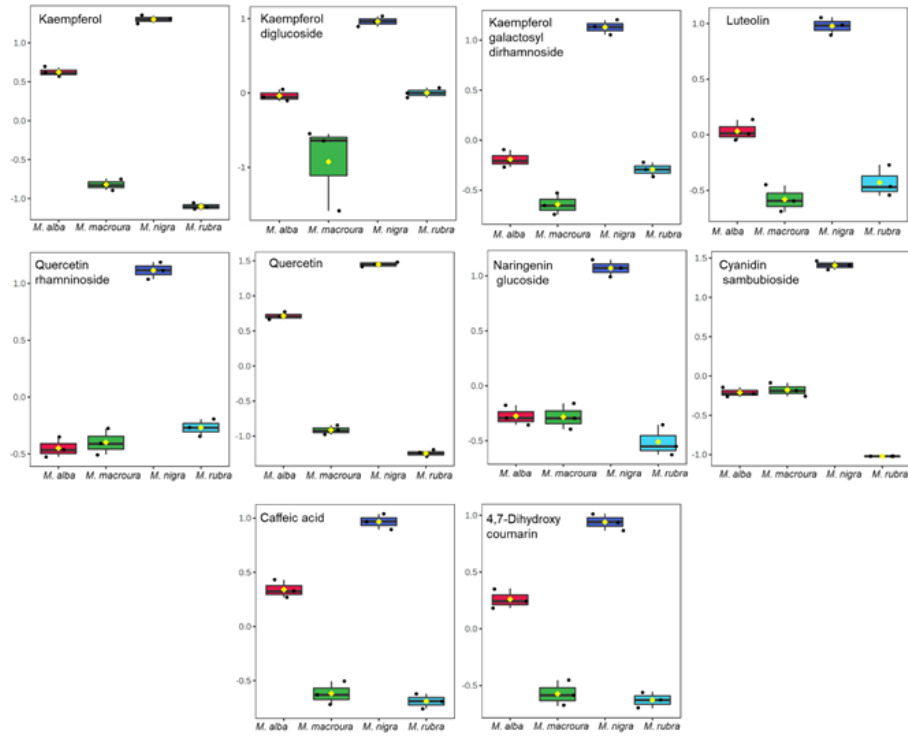 Kaempferol
1.0
0.5
0.0
-0.5
-1.0
M. alba M. macroura M. nigra M. rubra
Kaempferol
diglucoside
1
0
-1
M. alba M. macroura M. nigra M. rubra
Kaempferol
galactosyl
dirhamnoside
1.0
0.5
0.0
-0.5
M. alba M. macroura M. nigra M. rubra
Luteolin
1.0
0.5
0.0
-0.5
M. alba M. macroura M. nigra M. rubra
Quercetin
rhamninoside
1.0
0.5
0.0
-0.5
M. alba M. macroura M. nigra M. rubra
Quercetin
1.5
1.0
0.5
0.0
-0.5
-1.0
M. alba M. macroura M. nigra M. rubra
Naringenin
glucoside
1.0
0.5
0.0
-0.5
M. alba M. macroura M. nigra M. rubra
Cyanidin
sambubioside
1.5
1.0
0.5
0.0
-0.5
-1.0
M. alba M. macroura M. nigra M. rubra
Caffeic acid
1.0
0.5
0.0
-0.5
M. alba M. macroura M. nigra M. rubra
4,7-Dihydroxy
coumarin
1.0
0.5
0.0
-0.5
M. alba M. macroura M. nigra M. rubra